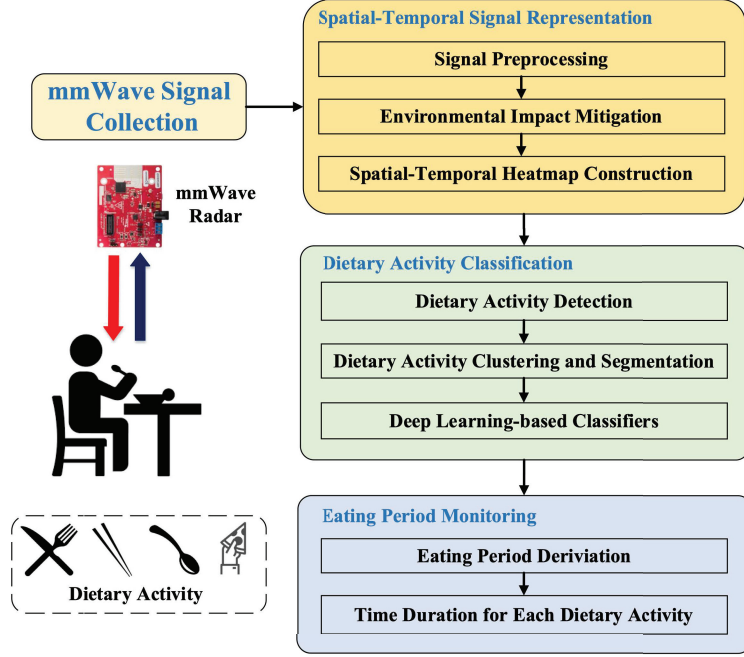 mmWave Signal
Collection
mmWave
Radar
Dietary Activity
Spatial-Temporal Signal Representation
Signal Preprocessing
Environmental Impact Mitigation
Spatial-Temporal Heatmap Construction
Dietary Activity Classification
Dietary Activity Detection
Dietary Activity Clustering and Segmentation
Deep Learning-based Classifiers
Eating Period Monitoring
Eating Period Deriviation
Time Duration for Each Dietary Activity